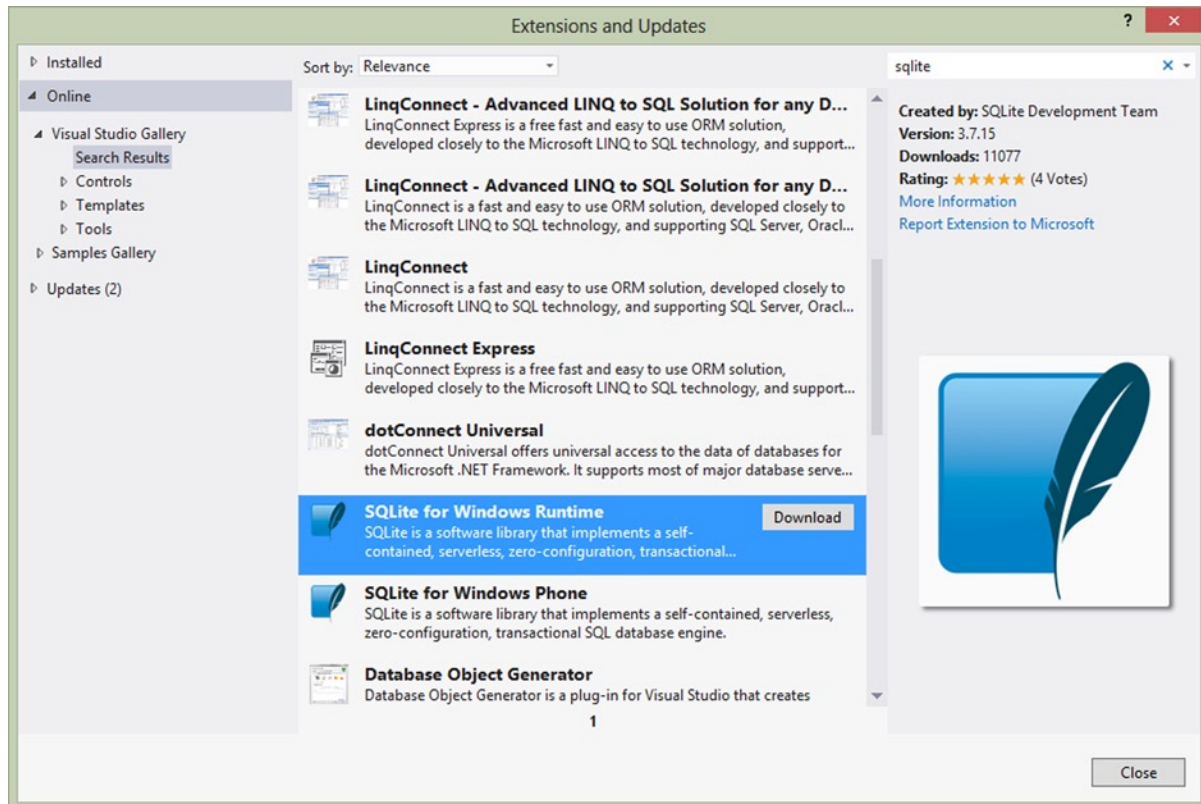 Extensions and Updates
?
Installed
Online
Visual Studio Gallery
Search Results
Controls
Templates
Tools
Samples Gallery
Updates (2)
Sort by: Relevance
LinqConnect - Advanced LINQ to SQL Solution for any D...
LinqConnect Express is a free fast and easy to use ORM solution,
developed closely to the Microsoft LINQ to SQL technology, and support...
LinqConnect - Advanced LINQ to SQL Solution for any D...
LinqConnect is a fast and easy to use ORM solution, developed closely to
the Microsoft LINQ to SQL technology, and supporting SQL Server, Oracl...
LinqConnect
LinqConnect is a fast and easy to use ORM solution, developed closely to
the Microsoft LINQ to SQL technology, and supporting SQL Server, Oracl...
LinqConnect Express
LinqConnect Express is a free fast and easy to use ORM solution,
developed closely to the Microsoft LINQ to SQL technology, and support...
dotConnect Universal
dotConnect Universal offers universal access to the data of databases for
the Microsoft .NET Framework. It supports most of major database serve...
SQLite for Windows Runtime
Download
SQLite is a software library that implements a self-
contained, serverless, zero-configuration, transactional...
SQLite for Windows Phone
SQLite is a software library that implements a self-contained, serverless,
zero-configuration, transactional SQL database engine.
Database Object Generator
Database Object Generator is a plug-in for Visual Studio that creates
1
sqlite
Created by: SQLite Development Team
Version: 3.7.15
Downloads: 11077
Rating: ★★★★★ (4 Votes)
More Information
Report Extension to Microsoft
Close